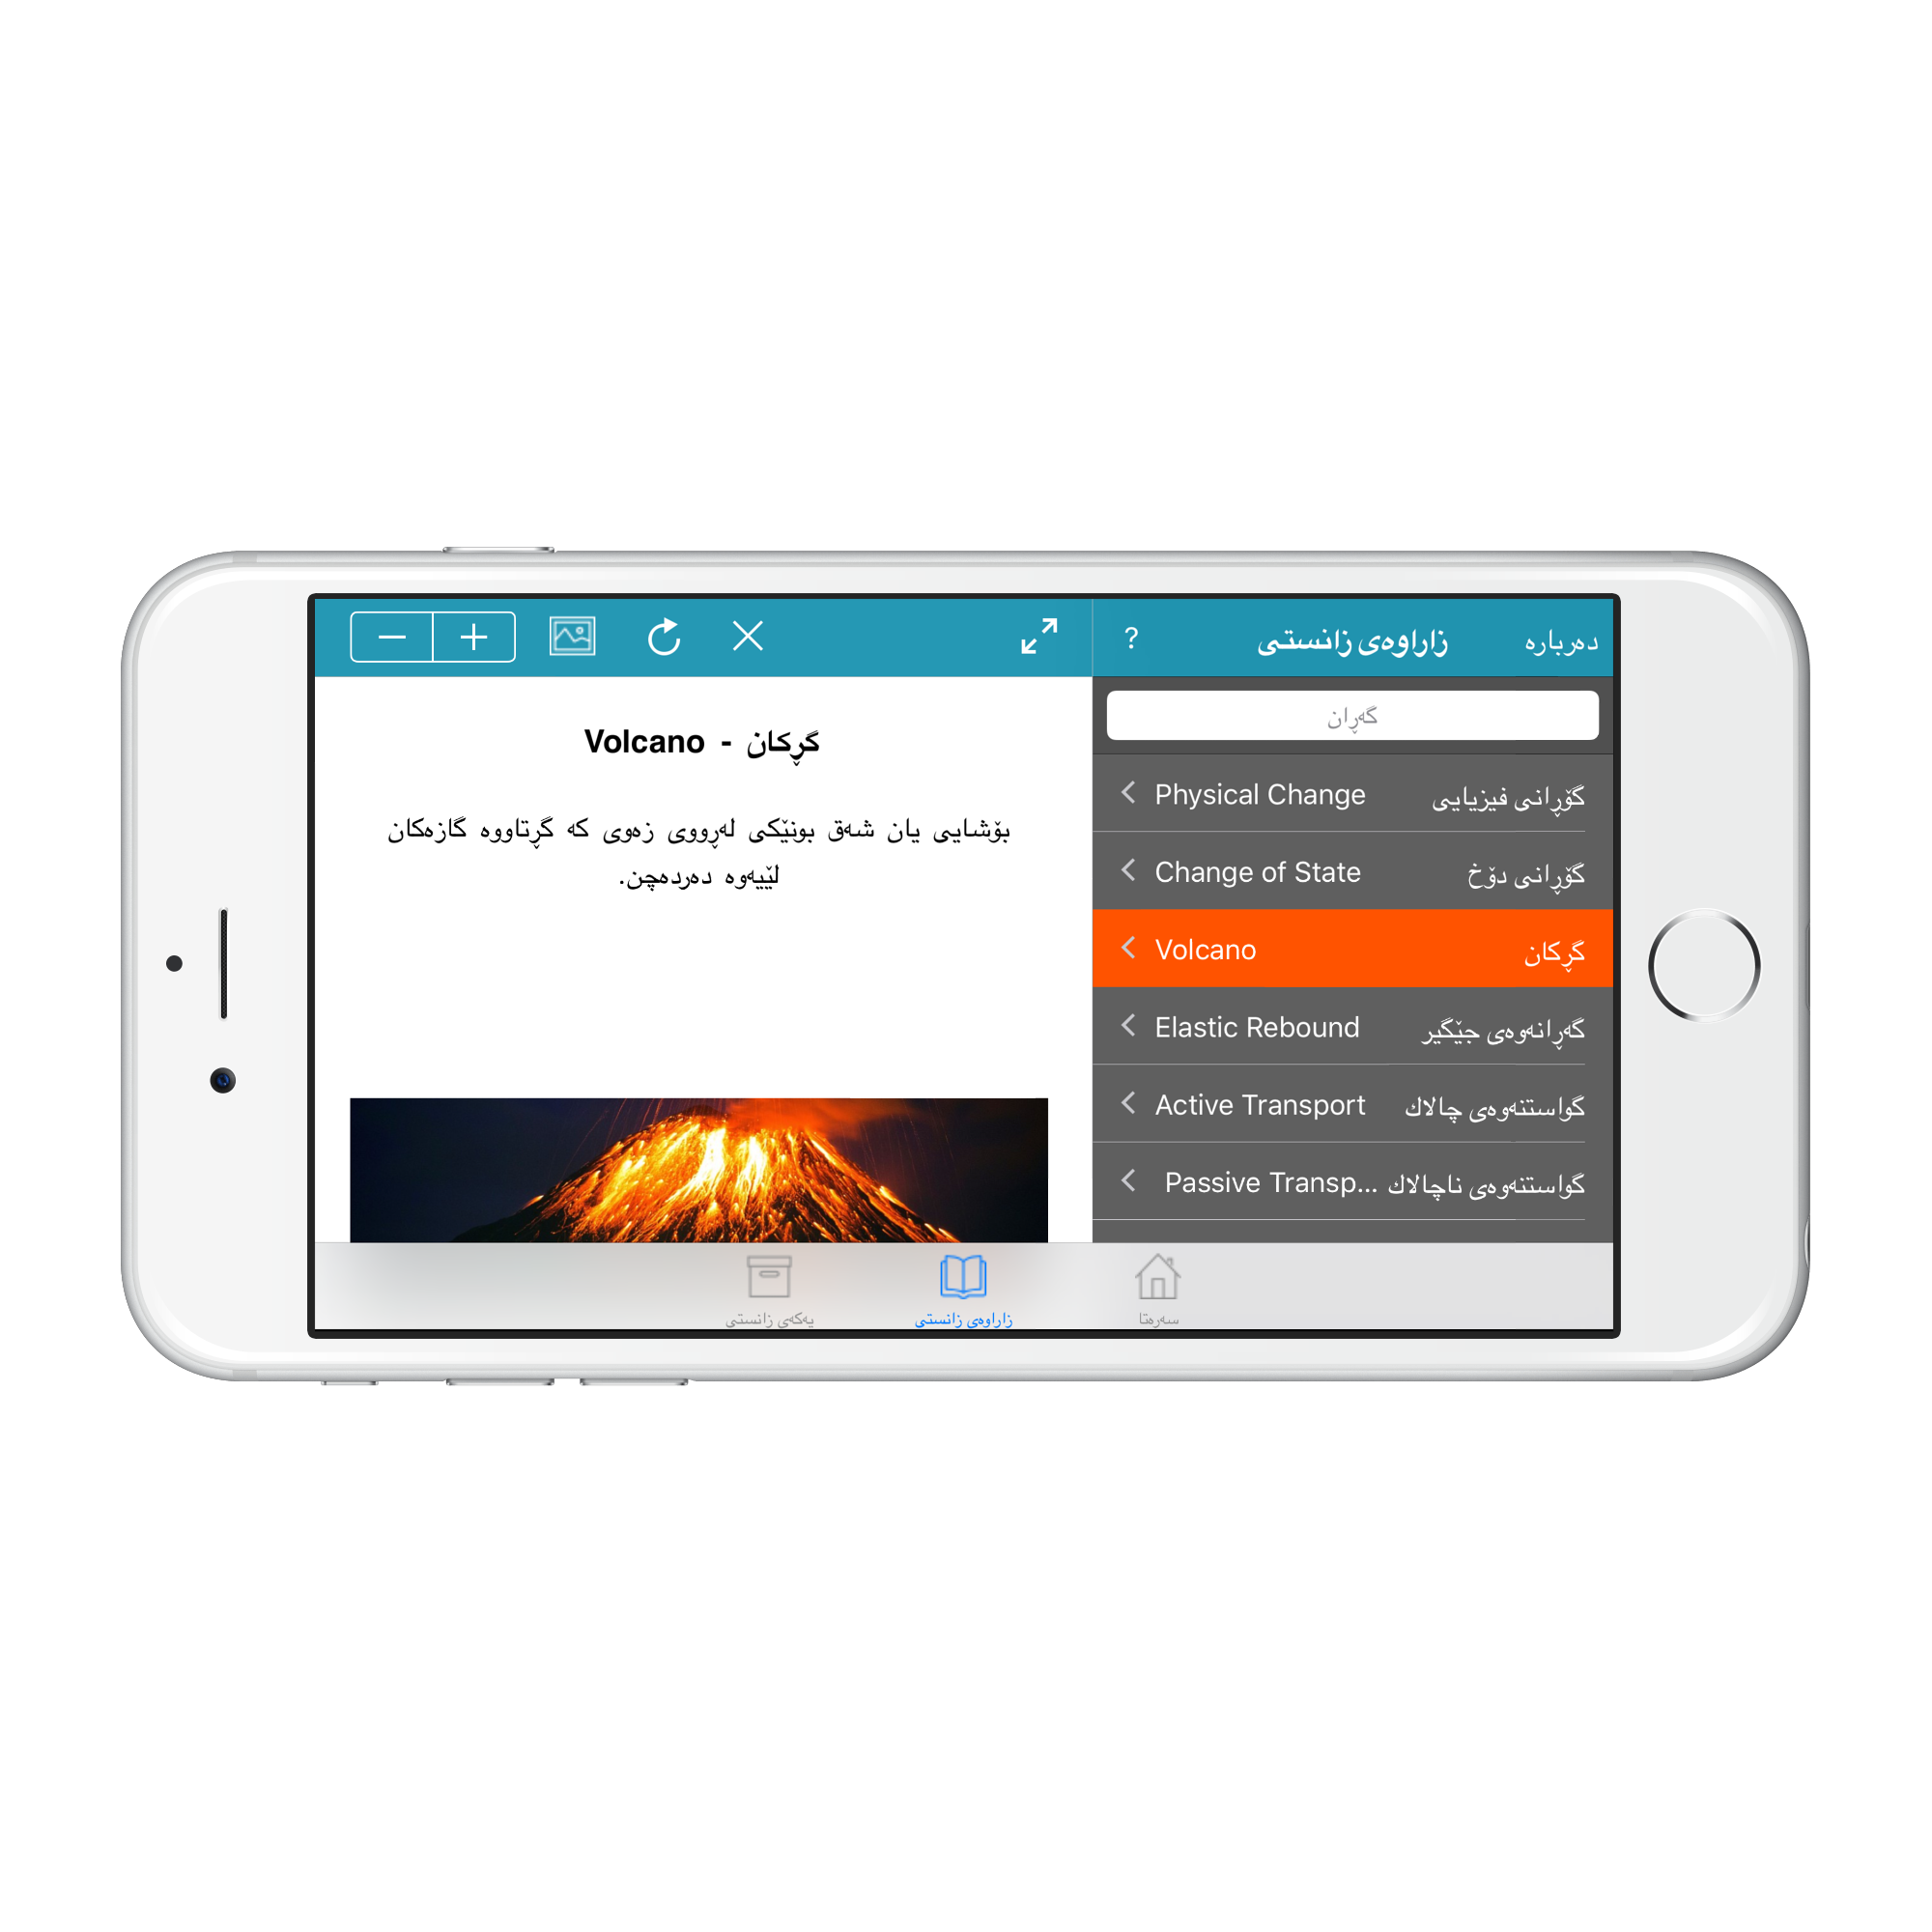 دەربارە
زاراوەی زانستی
?
گەڕان
گۆڕانی فیزیایی Physical Change
گۆڕانی دۆخ Change of State
گڕکان Volcano
گەڕانەوەی جێگیر Elastic Rebound
گواستنەوەی چالاك Active Transport
گواستنەوەی ناچالاك Passive Transp...
گڕکان - Volcano
بۆشایی یان شەق بونێکی لەڕووی زەوی کە گڕتاووە گازەکان
لێیەوە دەردەچن.
سەرەتا
زاراوەی زانستی
یەکەی زانستی